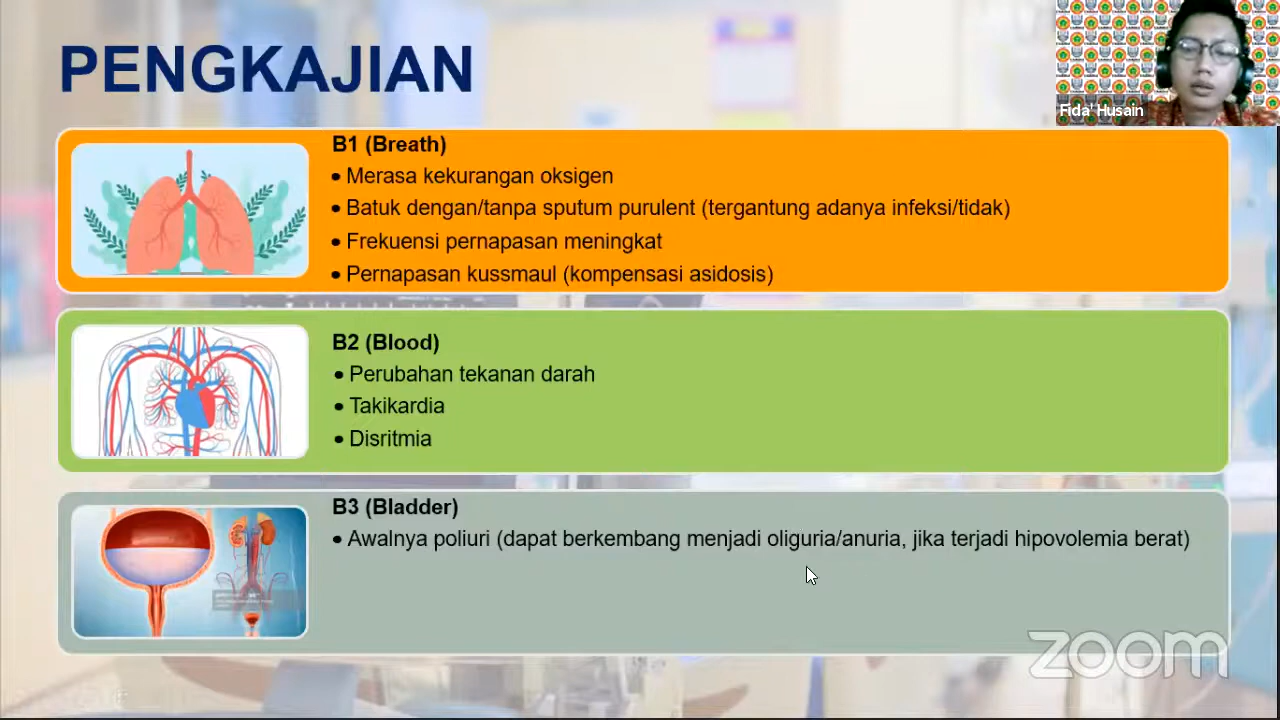 PENGKAJIAN
Fida' Husain
B1 (Breath)
• Merasa kekurangan oksigen
• Batuk dengan/tanpa sputum purulent (tergantung adanya infeksi/tidak)
• Frekuensi pernapasan meningkat
• Pernapasan kussmaul (kompensasi asidosis)
B2 (Blood)
• Perubahan tekanan darah
• Takikardia
• Disritmia
B3 (Bladder)
• Awalnya poliuri (dapat berkembang menjadi oliguria/anuria, jika terjadi hipovolemia berat)
zoom